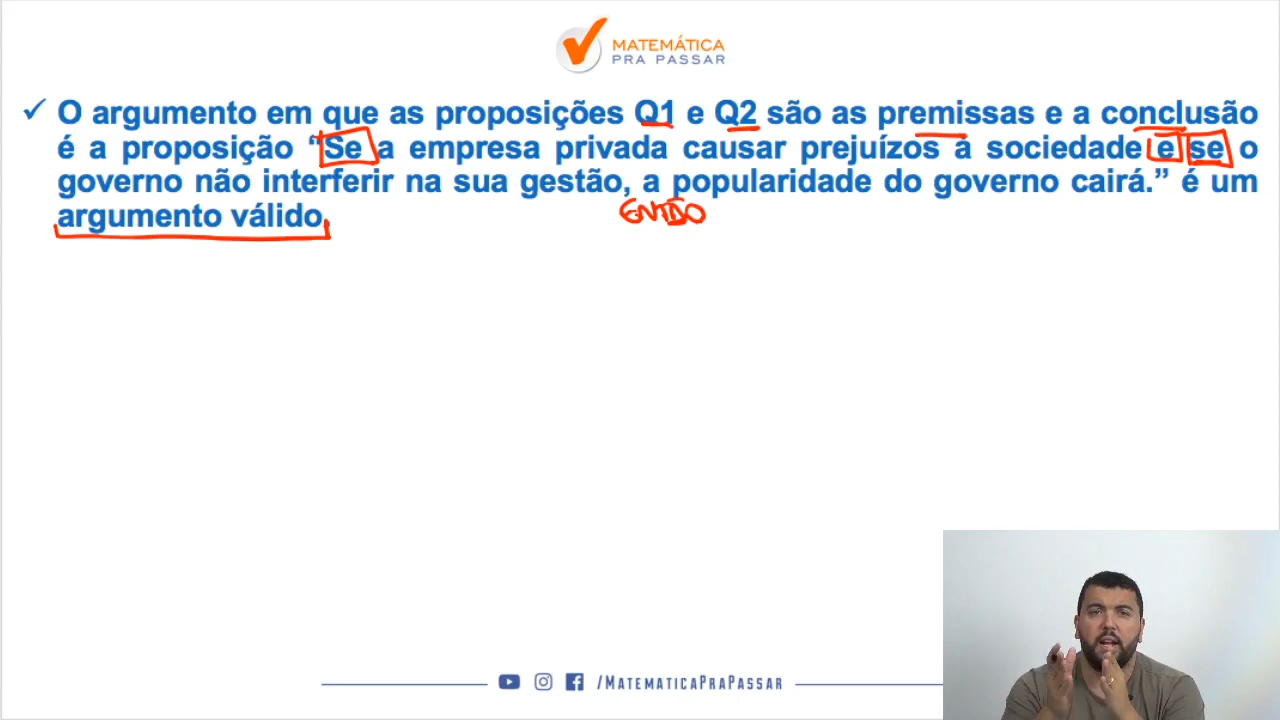 MATEMÁTICA
PRA PASSAR
✓ O argumento em que as proposições Q1 e Q2 são as premissas e a conclusão
é a proposição “Se a empresa privada causar prejuízos à sociedade e se o
governo não interferir na sua gestão, a popularidade do governo cairá.” é um
argumento válido.
ENTÃO
/MATEMATICAPRAPASSAR